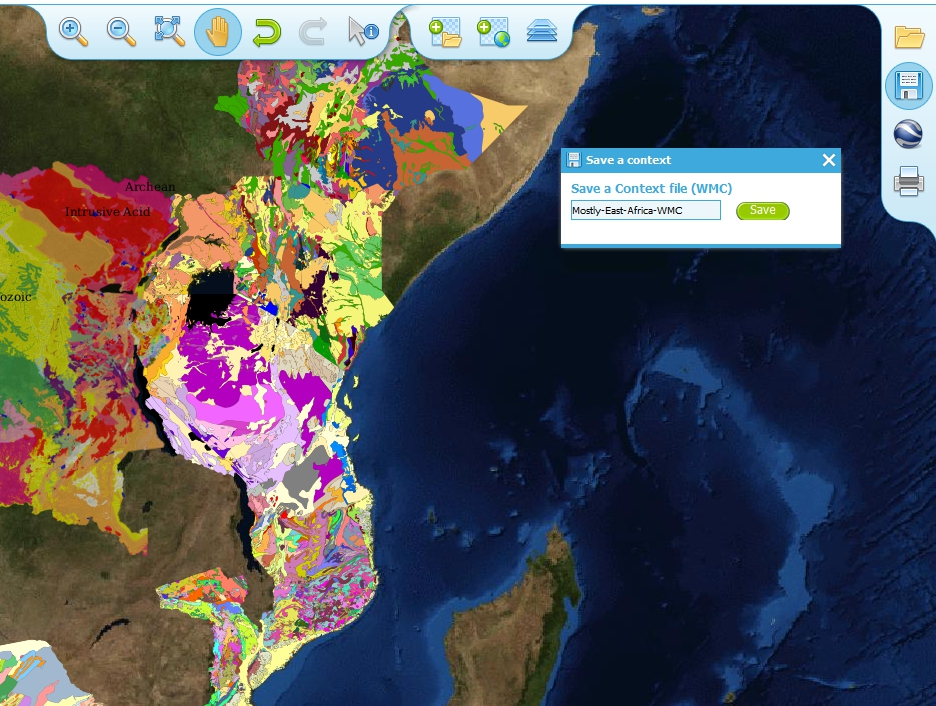 Archean
Intrusive Acid
ozoic
Save a context
Save a Context file (WMC)
Mostly-East-Africa-WMC
Save